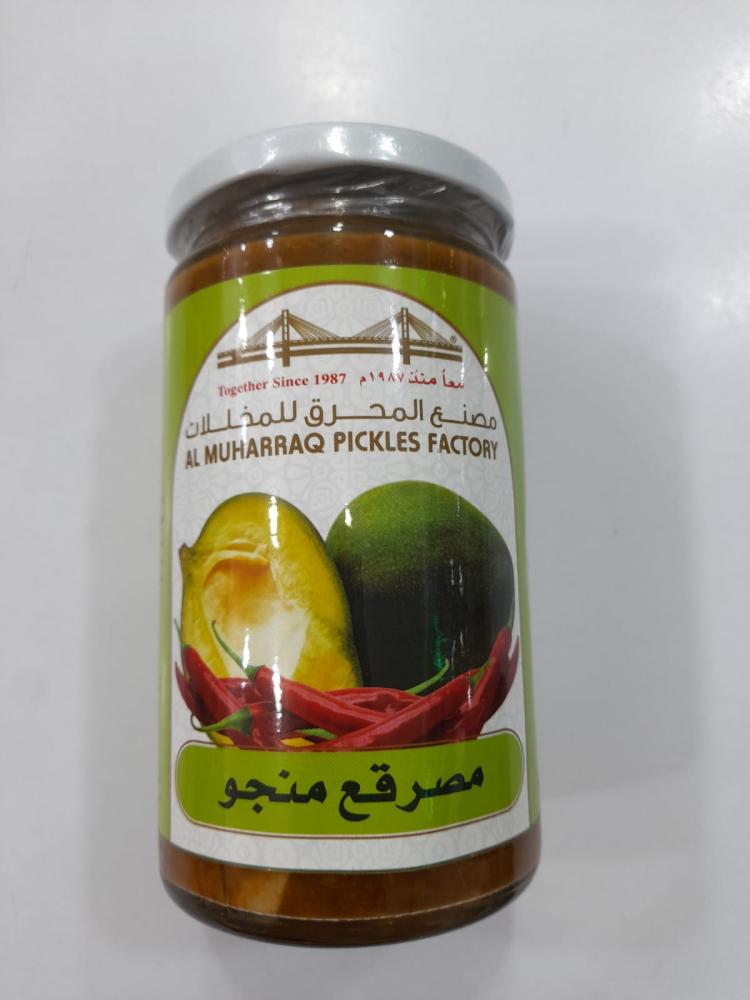 Together Since 1987 معاً منذ ١٩٨٧م
مصنع المحرق للمخللات
AL MUHARRAQ PICKLES FACTORY
مصرقع منجو